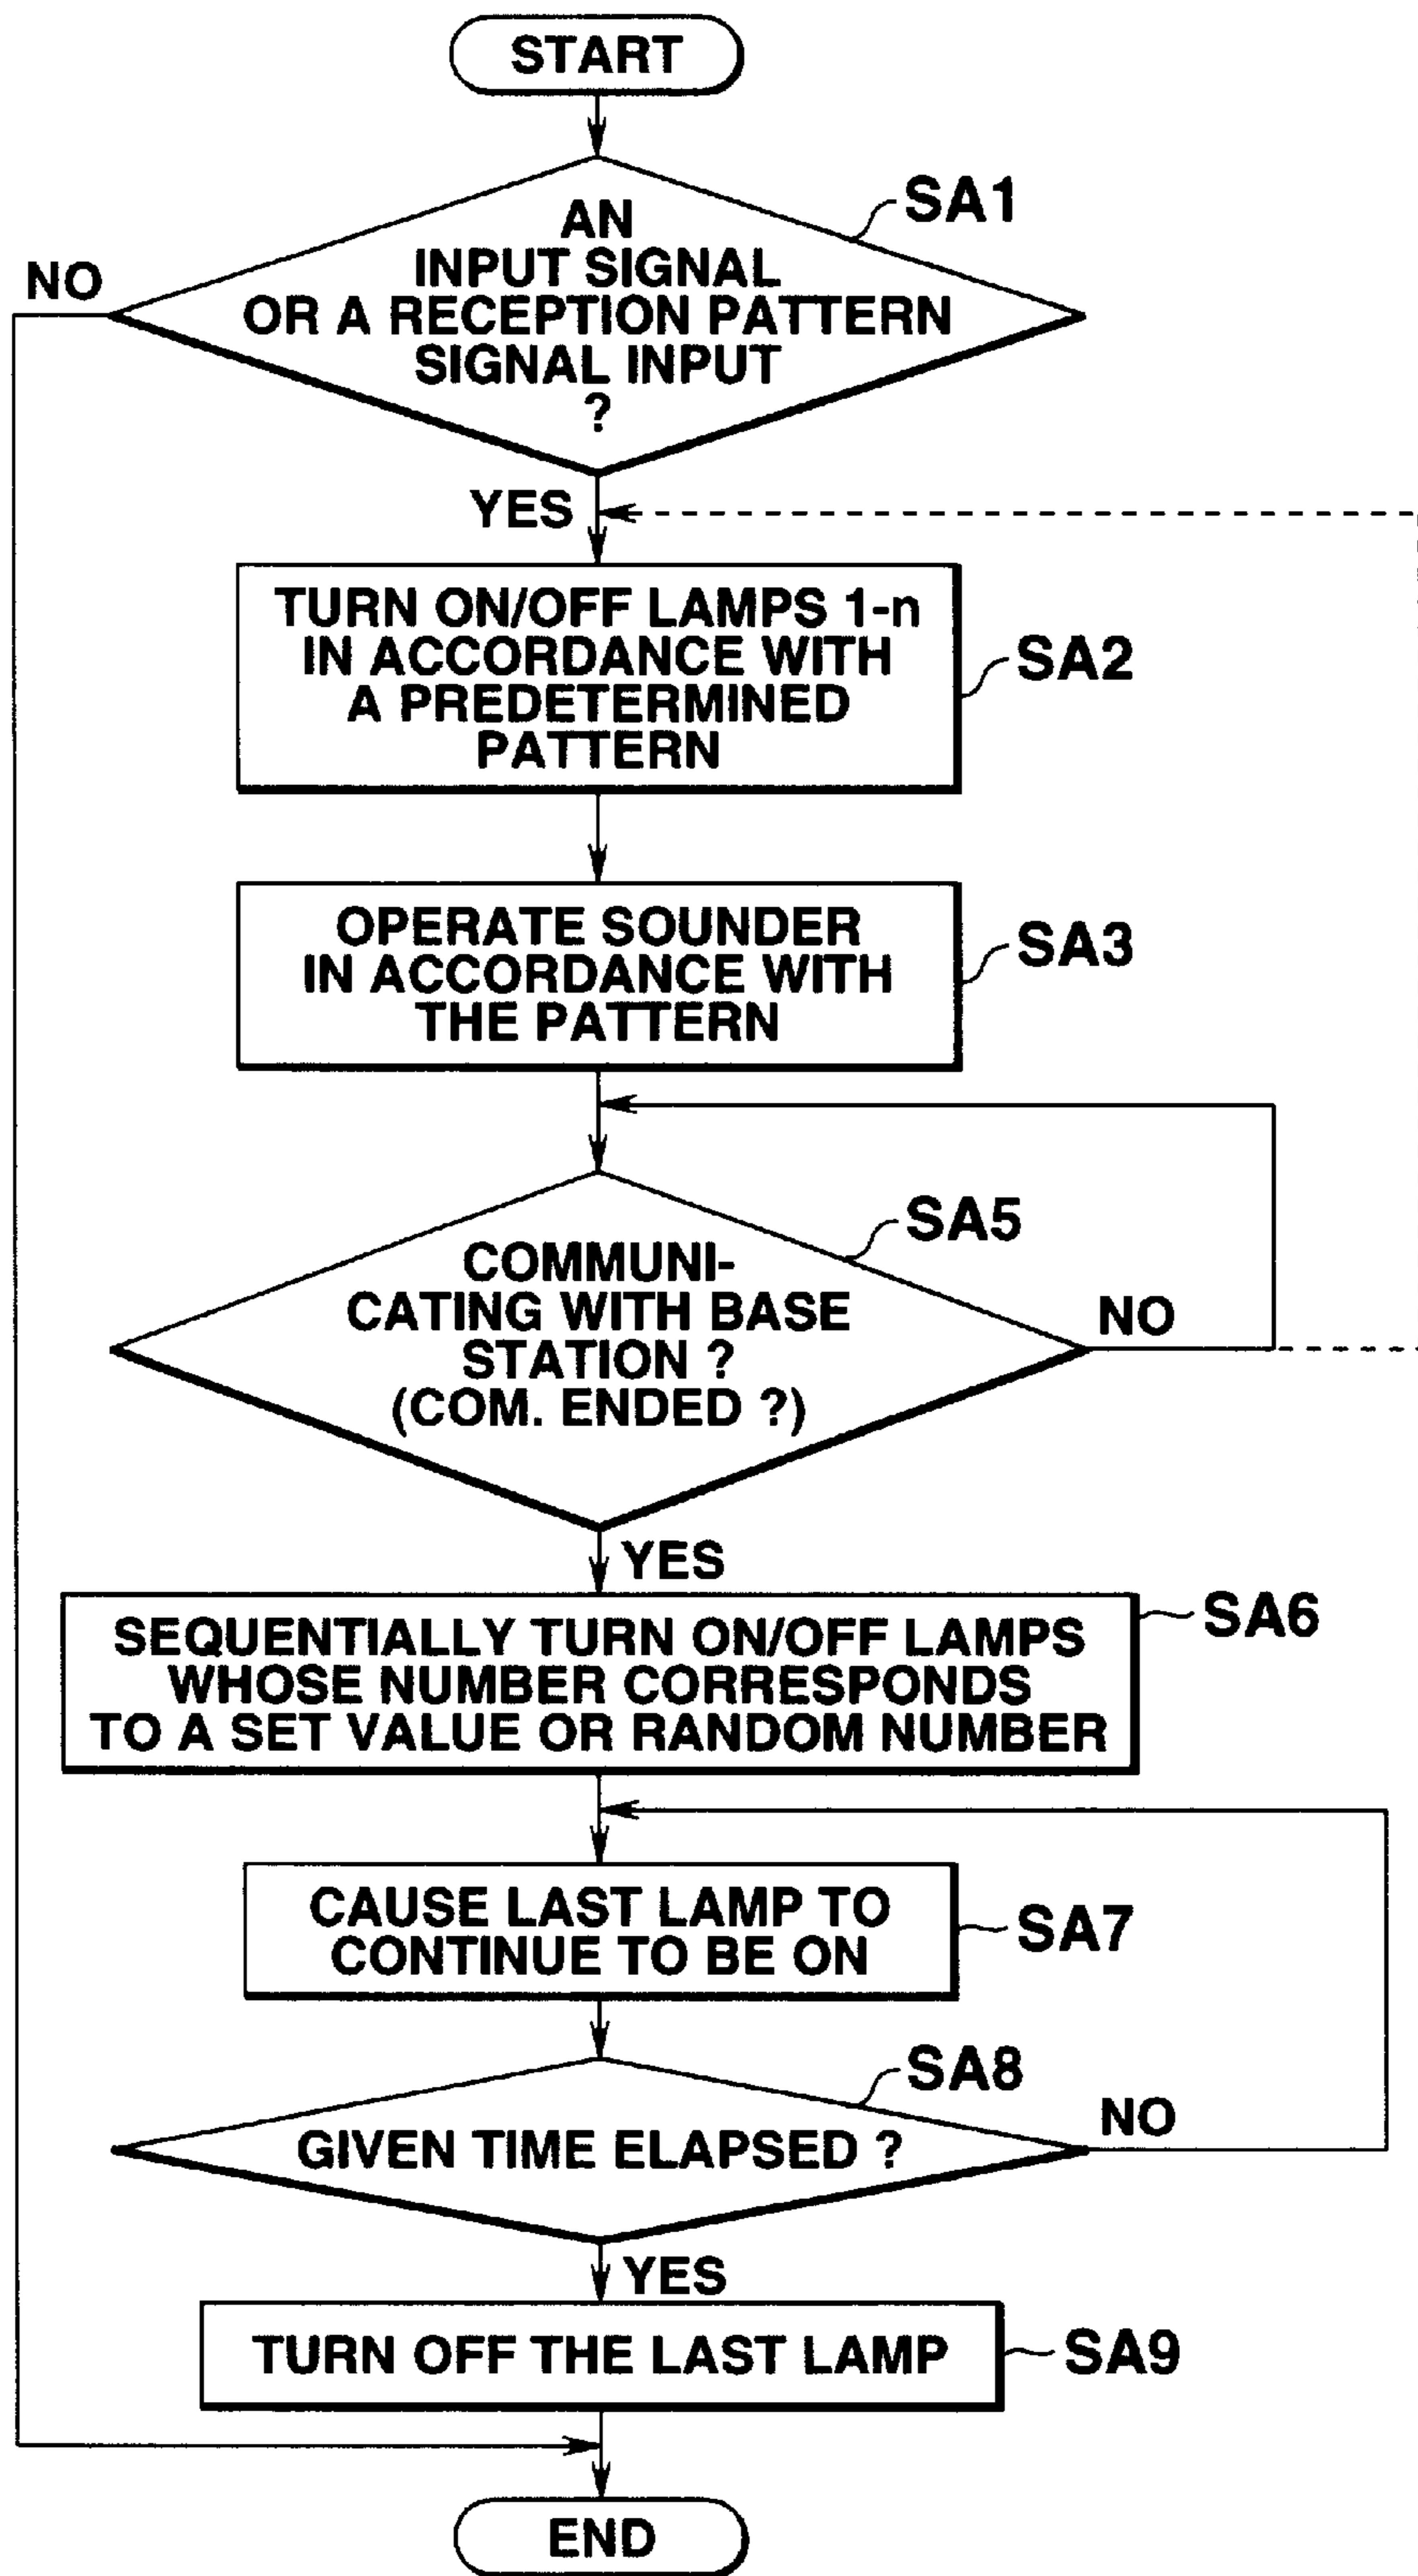 START
AN
INPUT SIGNAL
OR A RECEPTION PATTERN
SIGNAL INPUT
?
SA1
NO
YES
TURN ON/OFF LAMPS 1-n
IN ACCORDANCE WITH
A PREDETERMINED
PATTERN
SA2
OPERATE SOUNDER
IN ACCORDANCE WITH
THE PATTERN
SA3
COMMUNI-
CATING WITH BASE
STATION ?
(COM. ENDED ?)
SA5
NO
YES
SEQUENTIALLY TURN ON/OFF LAMPS
WHOSE NUMBER CORRESPONDS
TO A SET VALUE OR RANDOM NUMBER
SA6
CAUSE LAST LAMP TO
CONTINUE TO BE ON
SA7
GIVEN TIME ELAPSED ?
SA8
NO
YES
TURN OFF THE LAST LAMP
SA9
END